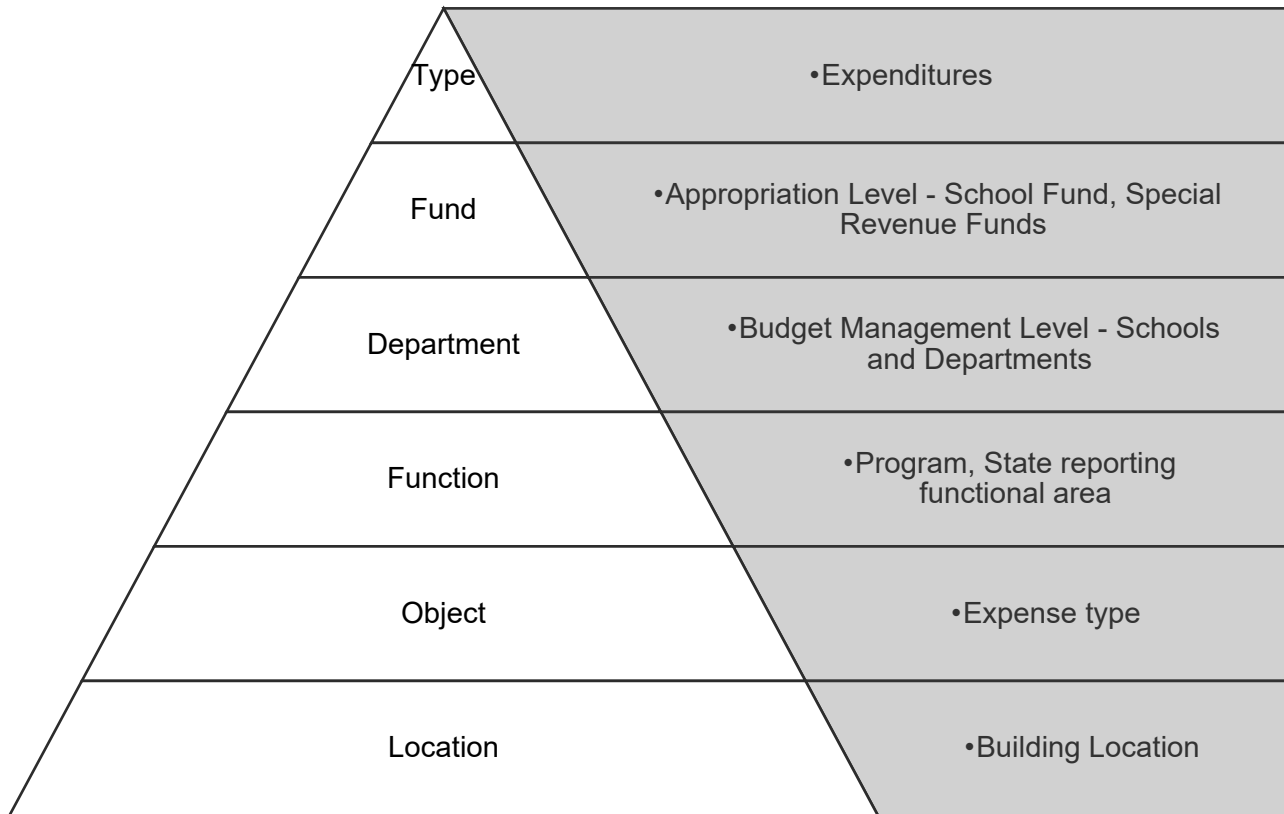 Type
•Expenditures
Fund
•Appropriation Level - School Fund, Special
Revenue Funds
Department
•Budget Management Level - Schools
and Departments
Function
•Program, State reporting
functional area
Object
•Expense type
Location
•Building Location